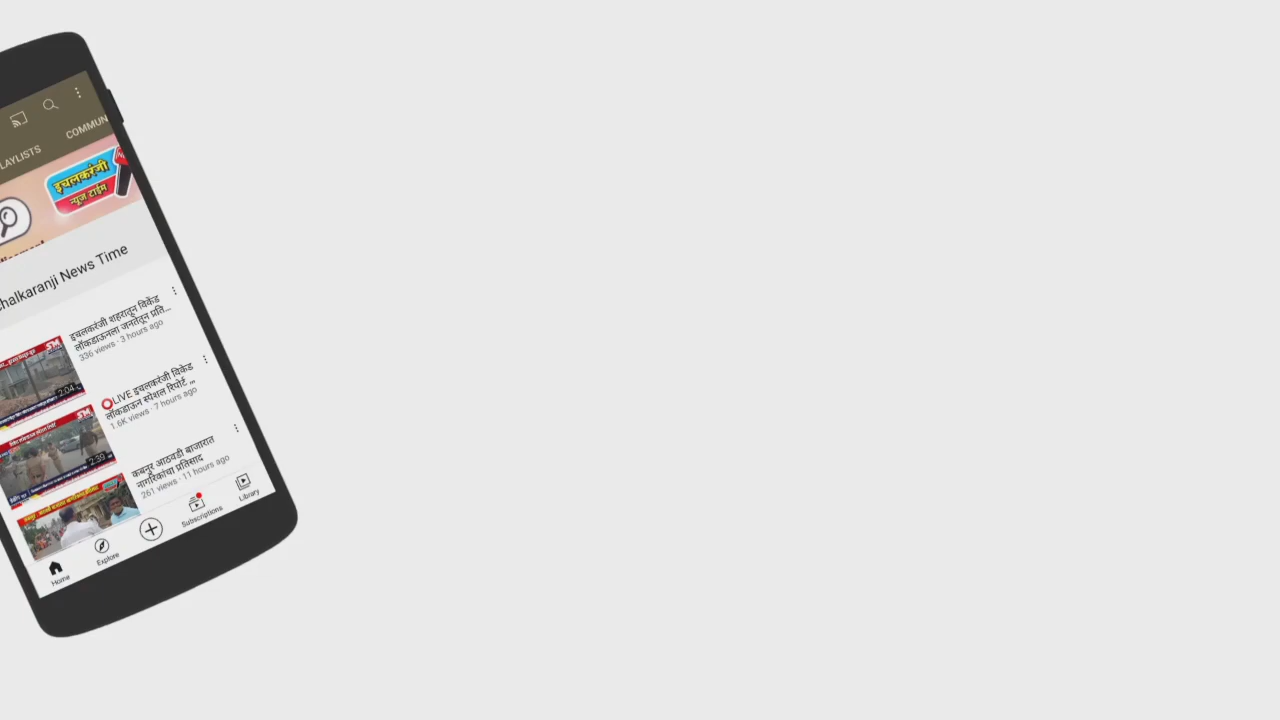 COMMUN
LAYLISTS
इचलकरंजी
न्यूज टाईम
halkaranji News Time
इचलकरंजी शहरातून विकेंड
लॉकडाऊनला जनतेतून प्रति...
336 views · 3 hours ago
2:04
LIVE इचलकरंजी विकेंड
लॉकडाऊन स्पेशल रिपोर्ट ,,,
1.6K views · 7 hours ago
2:39
कबनूर आठवडी बाजारात
नागरिकांचा प्रतिसाद
261 views · 11 hours ago
Home
Explore
Subscriptions
Library